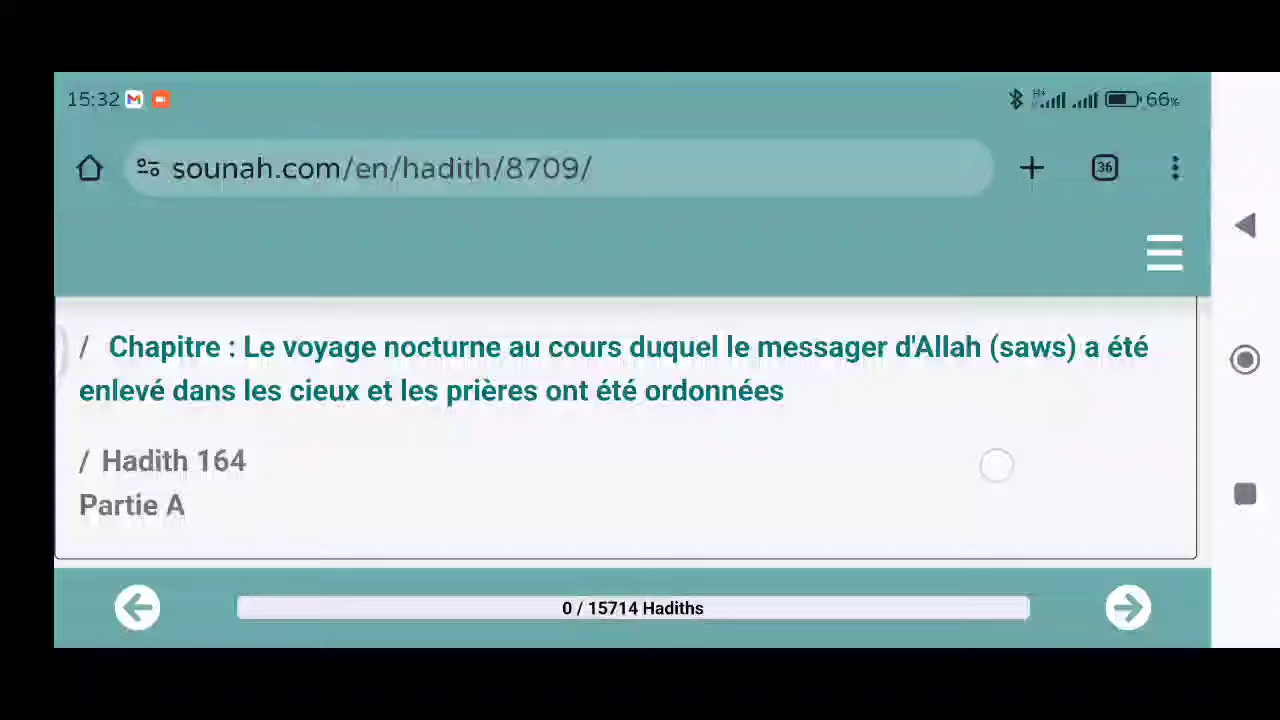 15:32 66%
sounah.com/en/hadith/8709/ 36
/ Chapitre : Le voyage nocturne au cours duquel le messager d'Allah (saws) a été
enlevé dans les cieux et les prières ont été ordonnées
/ Hadith 164
Partie A
0 / 15714 Hadiths